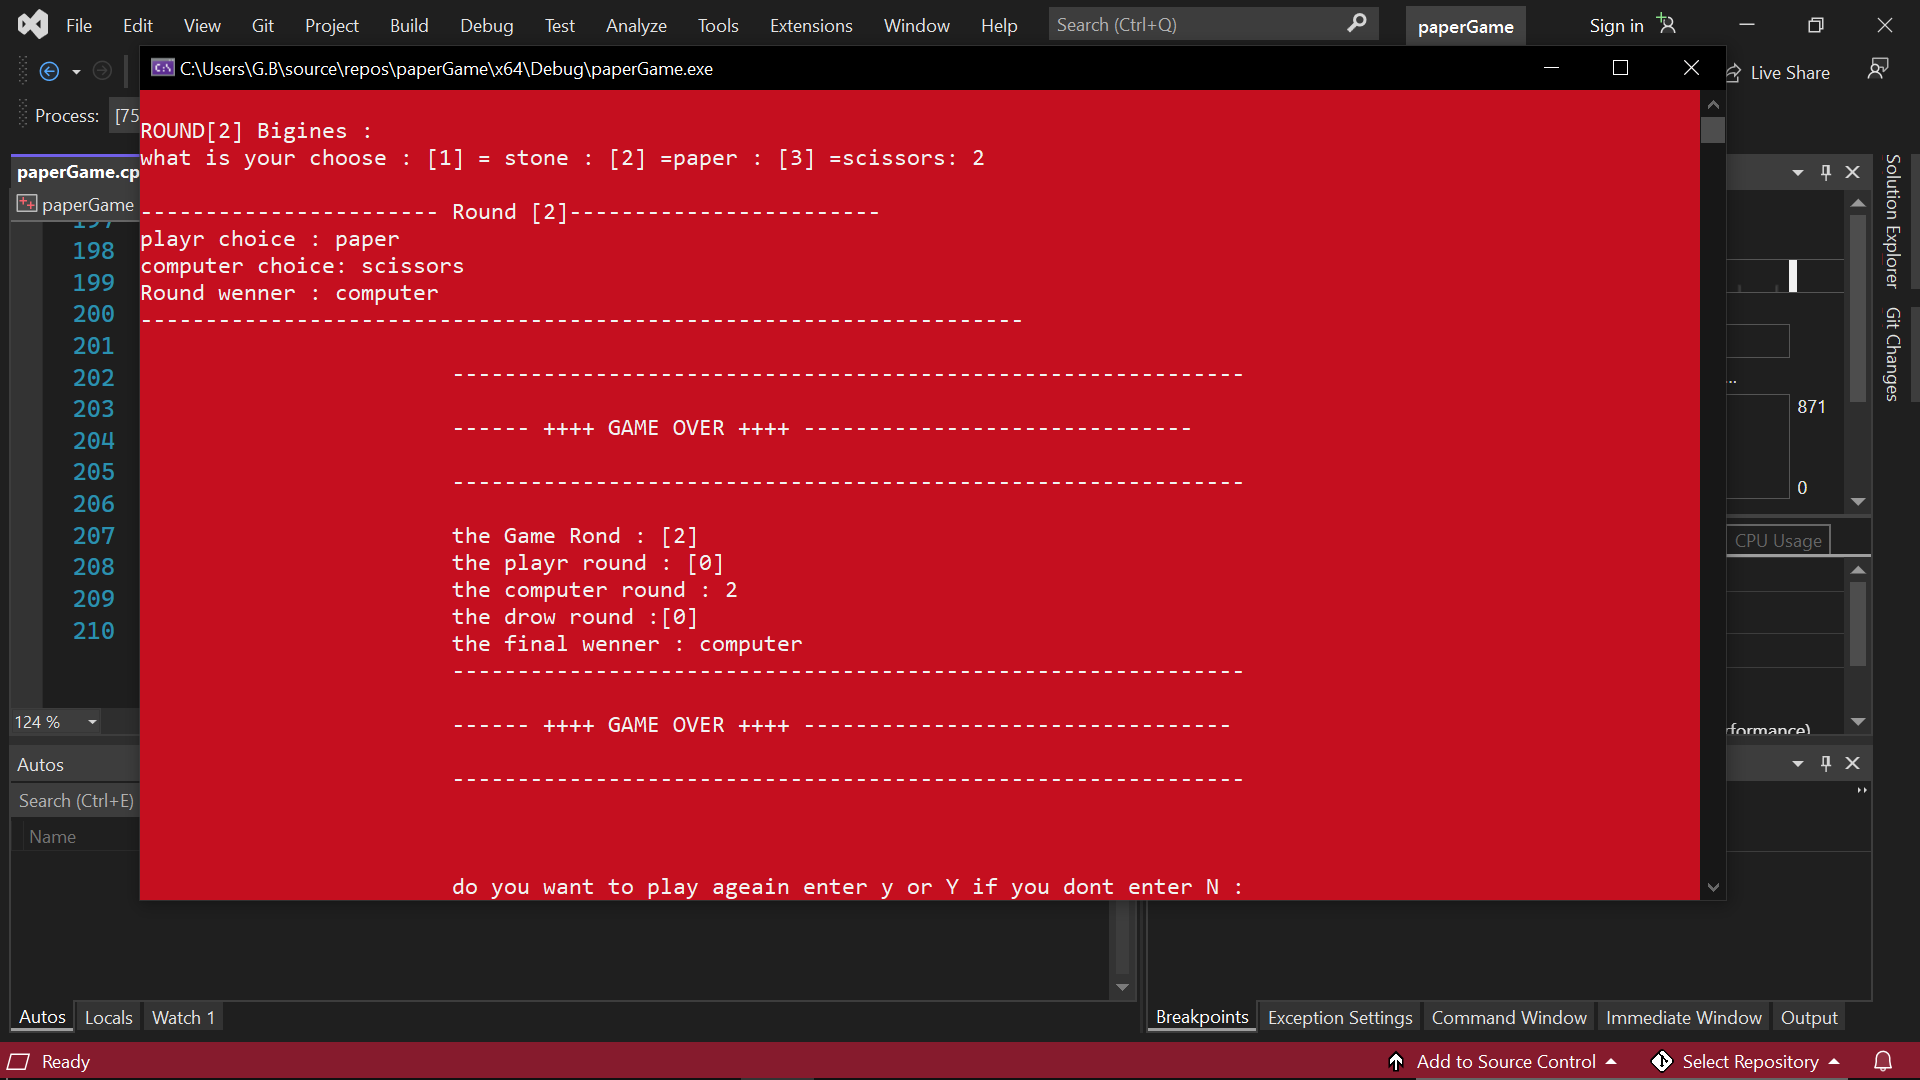 File Edit View Git Project Build Debug Test Analyze Tools Extensions Window Help Search (Ctrl+Q) paperGame Sign in
C:\Users\G.B\source\repos\paperGame\x64\Debug\paperGame.exe
Live Share
Process: [75
ROUND[2] Bigines :
what is your choose : [1] = stone : [2] =paper : [3] =scissors: 2
paperGame.cp
paperGame
----------------------- Round [2]------------------------
playr choice : paper
computer choice: scissors
Round wenner : computer
--------------------------------------------------------------------
-------------------------------------------------------------
------ ++++ GAME OVER ++++ ------------------------------
-------------------------------------------------------------
the Game Rond : [2]
the playr round : [0]
the computer round : 2
the drow round :[0]
the final wenner : computer
-------------------------------------------------------------
------ ++++ GAME OVER ++++ ---------------------------------
-------------------------------------------------------------
do you want to play ageain enter y or Y if you dont enter N :
197
198
199
200
201
202
203
204
205
206
207
208
209
210
124 %
Solution Explorer
Git Changes
...
871
0
CPU Usage
Autos
Search (Ctrl+E)
Name
Autos Locals Watch 1
Breakpoints Exception Settings Command Window Immediate Window Output
Ready
Add to Source Control Select Repository